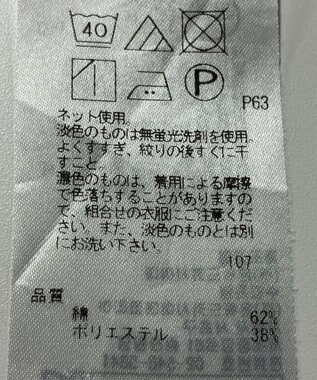 40
P
P63
ネット使用。
淡色のものは無蛍光洗剤を使用。
よくすすぎ、絞りの後すぐに干
すこと。
濃色のものは、着用による摩擦
で色落ちすることがありますの
で、組合せの衣服にご注意くだ
さい。また、淡色のものとは別
にお洗い下さい。
107
品質
綿 62%
ポリエステル 38%